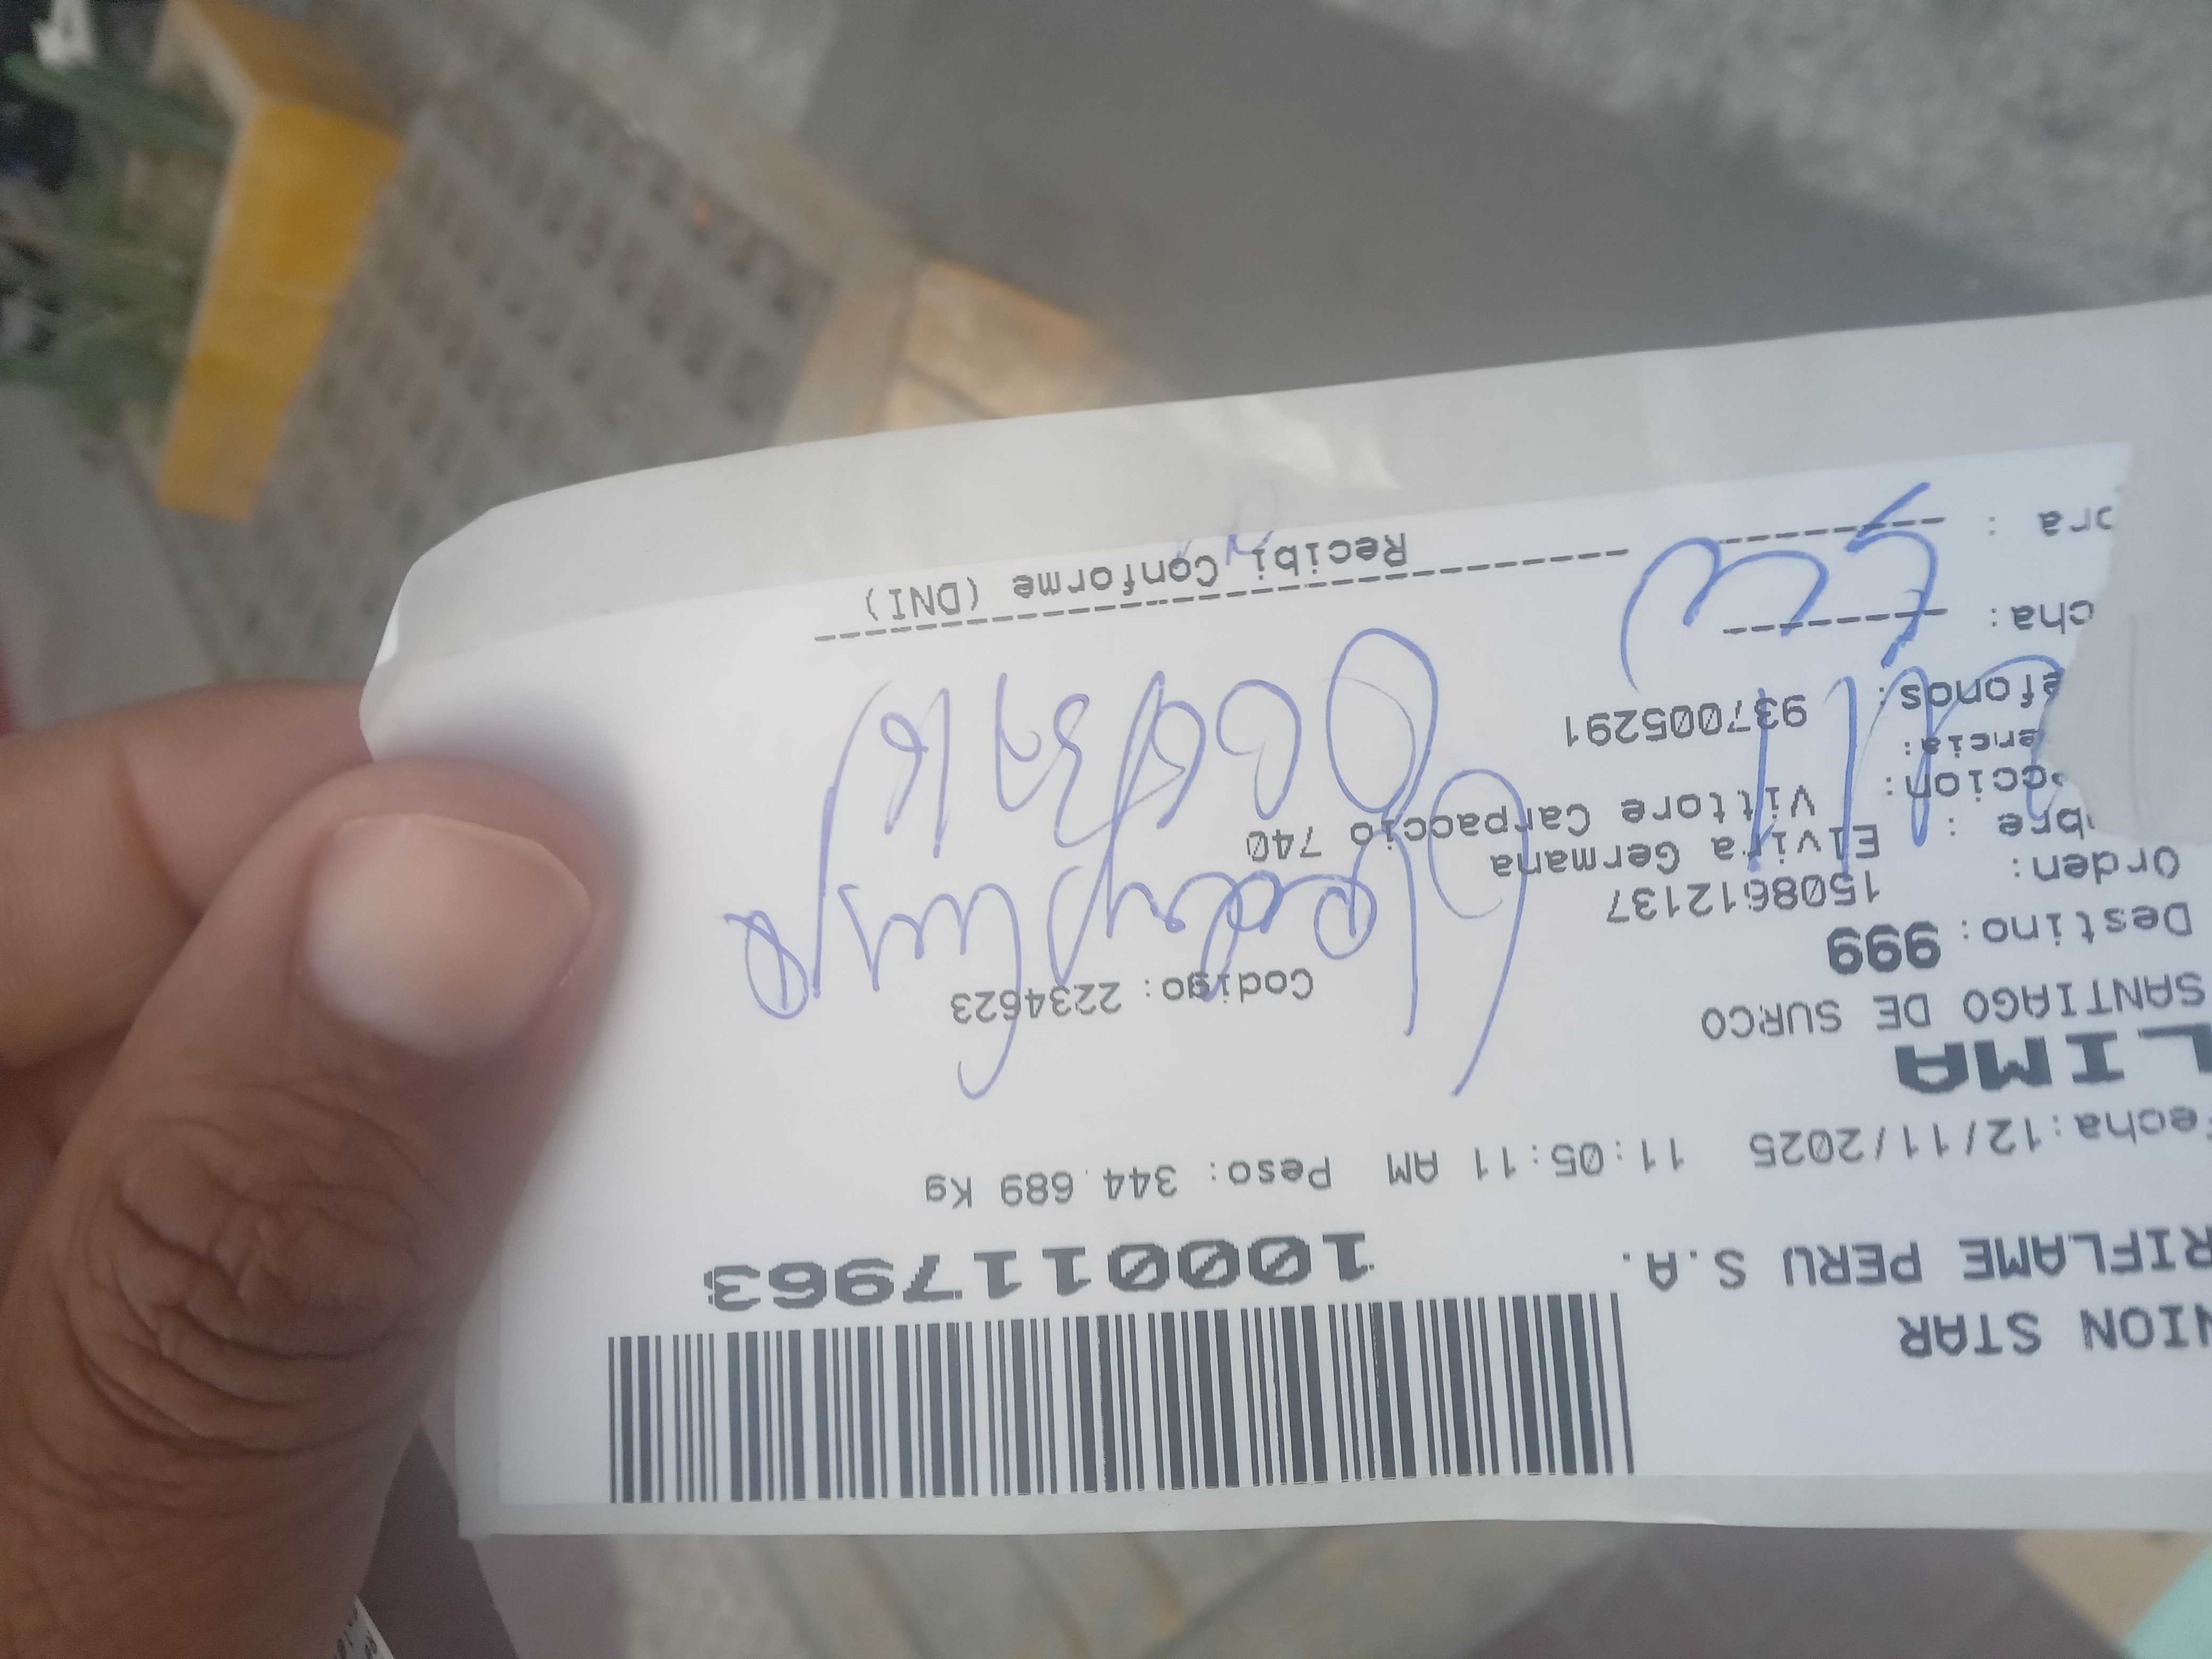 NION STAR
RIFLAME PERU S.A.
1000117963
echa:12/11/2025 11:05:11 AM Peso: 344.689 Kg
LIMA
SANTIAGO DE SURCO
Codigo: 2234623
Destino: 999
Orden: 1508612137
bre : Elvira Germana
ccion: Vittore Carpaccio 740
encia:
efonos: 937005291
cha: -------
ora : -------
Recibi Conforme (DNI)